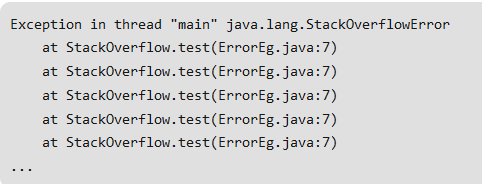 Exception in thread "main" java.lang.StackOverflowError
at StackOverflow.test(ErrorEg.java:7)
at StackOverflow.test(ErrorEg.java:7)
at StackOverflow.test(ErrorEg.java:7)
at StackOverflow.test(ErrorEg.java:7)
at StackOverflow.test(ErrorEg.java:7)
...